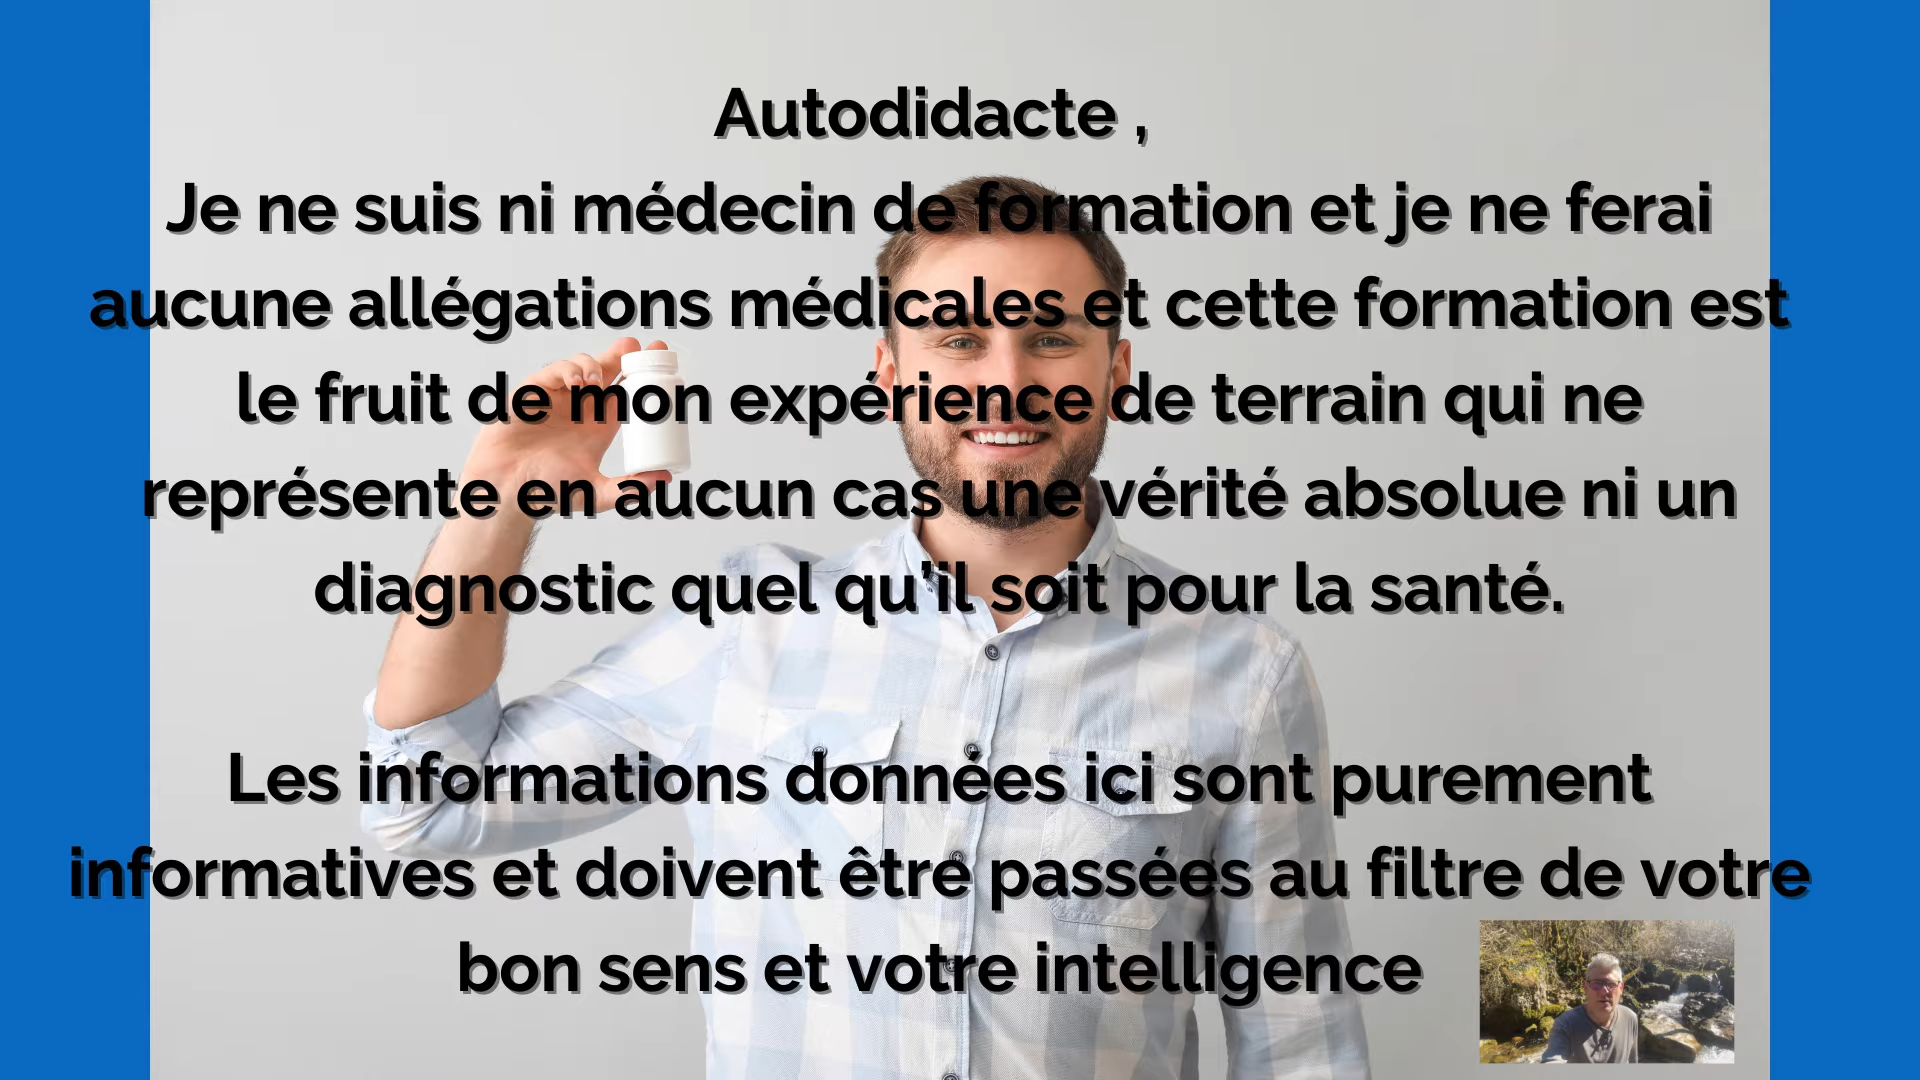 Autodidacte ,
Je ne suis ni médecin de formation et je ne ferai
aucune allégations médicales et cette formation est
le fruit de mon expérience de terrain qui ne
représente en aucun cas une vérité absolue ni un
diagnostic quel qu'il soit pour la santé.
Les informations données ici sont purement
informatives et doivent être passées au filtre de votre
bon sens et votre intelligence